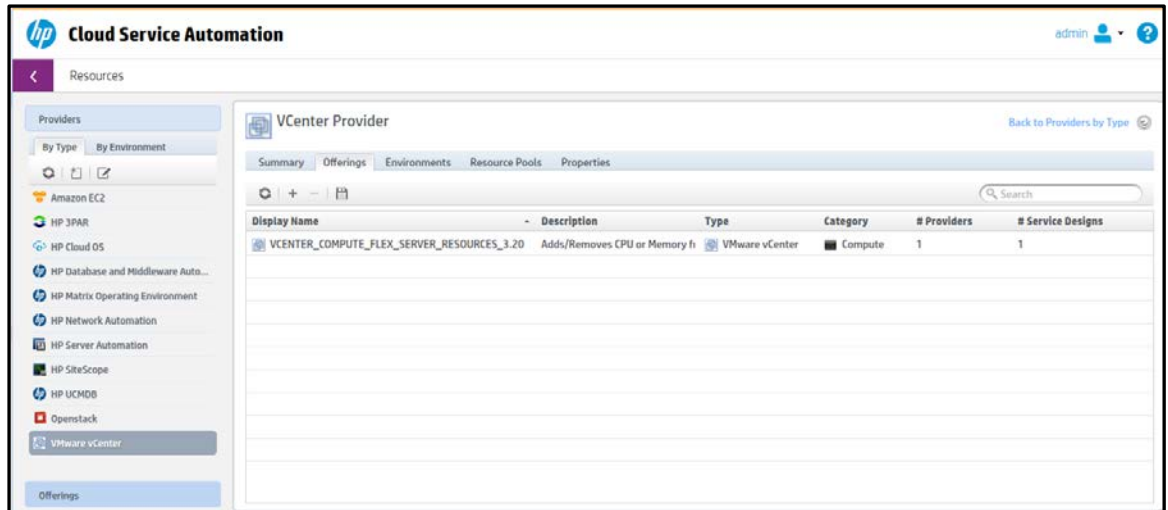 hp Cloud Service Automation admin ?
Resources
Providers
By Type By Environment
Amazon EC2
HP 3PAR
HP Cloud OS
HP Database and Middleware Auto...
HP Matrix Operating Environment
HP Network Automation
HP Server Automation
HP SiteScope
HP UCMDB
Openstack
VMware vCenter
Offerings
VCenter Provider Back to Providers by Type
Summary Offerings Environments Resource Pools Properties
Search
Display Name Description Type Category # Providers # Service Designs
VCENTER_COMPUTE_FLEX_SERVER_RESOURCES_3.20 Adds/Removes CPU or Memory fr VMware vCenter Compute 1 1